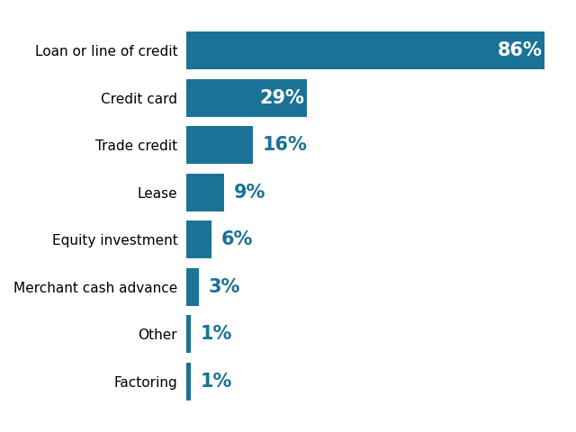 Loan or line of credit 86%
Credit card 29%
Trade credit 16%
Lease 9%
Equity investment 6%
Merchant cash advance 3%
Other 1%
Factoring 1%